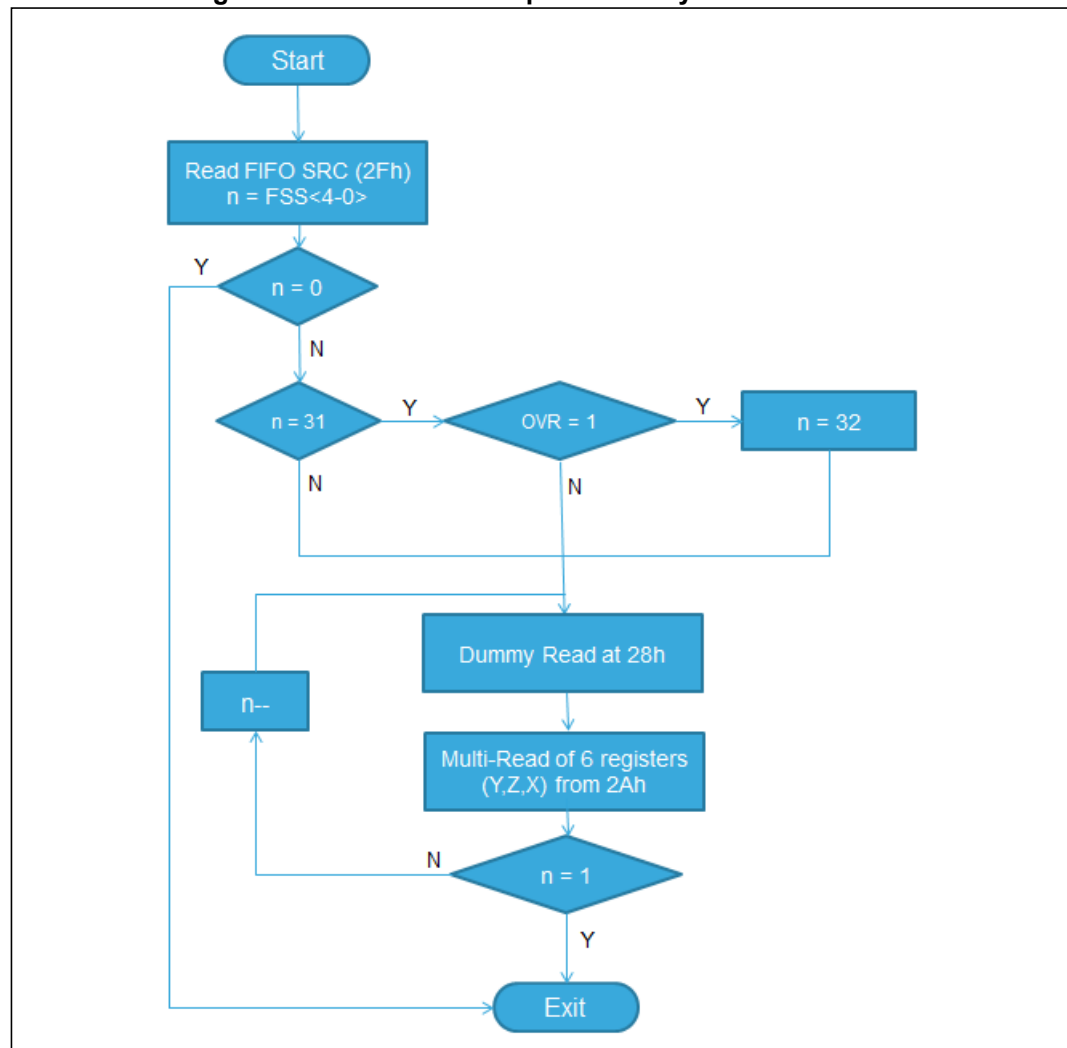 Start
Read FIFO SRC (2Fh)
n = FSS<4-0>
Y
n = 0
N
n = 31
Y
OVR = 1
Y
n = 32
N
N
Dummy Read at 28h
n--
Multi-Read of 6 registers
(Y,Z,X) from 2Ah
N
n = 1
Y
Exit